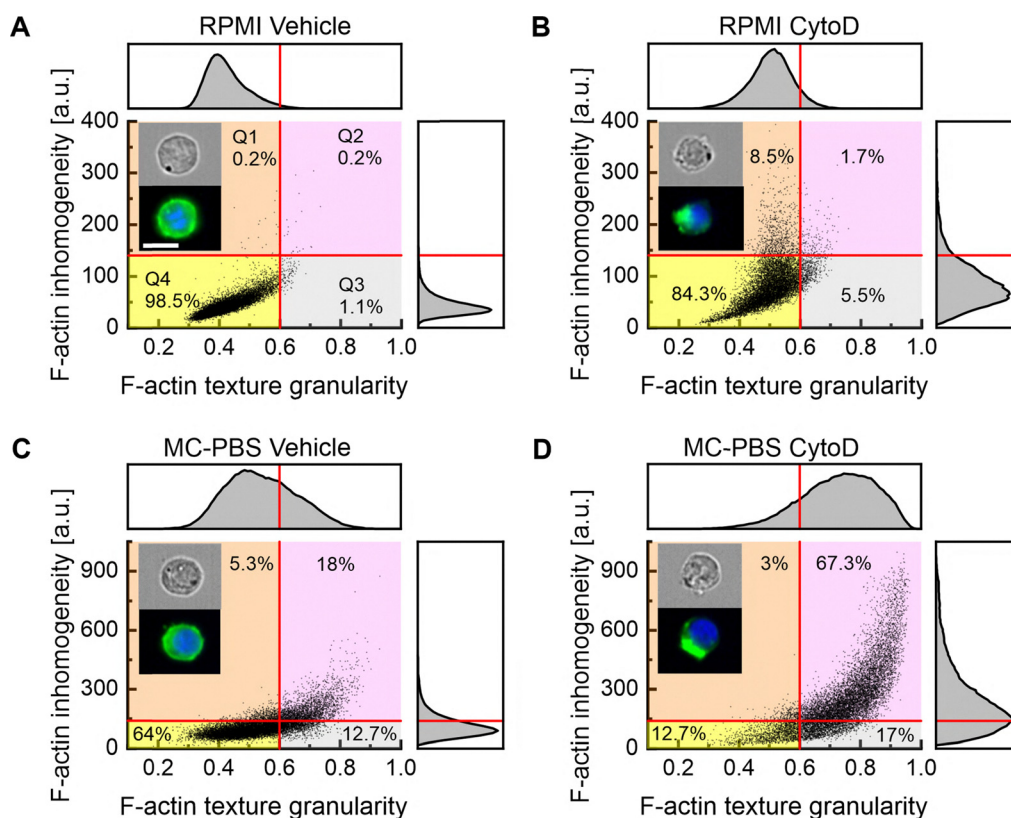 A
RPMI Vehicle
F-actin inhomogeneity [a.u.]
400
300
200
100
0
Q1
0.2%
Q2
0.2%
Q4
98.5%
Q3
1.1%
0.2 0.4 0.6 0.8 1.0
F-actin texture granularity
B
RPMI CytoD
F-actin inhomogeneity [a.u.]
400
300
200
100
0
8.5%
1.7%
84.3%
5.5%
0.2 0.4 0.6 0.8 1.0
F-actin texture granularity
C
MC-PBS Vehicle
F-actin inhomogeneity [a.u.]
900
600
300
0
5.3%
18%
64%
12.7%
0.2 0.4 0.6 0.8 1.0
F-actin texture granularity
D
MC-PBS CytoD
F-actin inhomogeneity [a.u.]
900
600
300
0
3%
67.3%
12.7%
17%
0.2 0.4 0.6 0.8 1.0
F-actin texture granularity